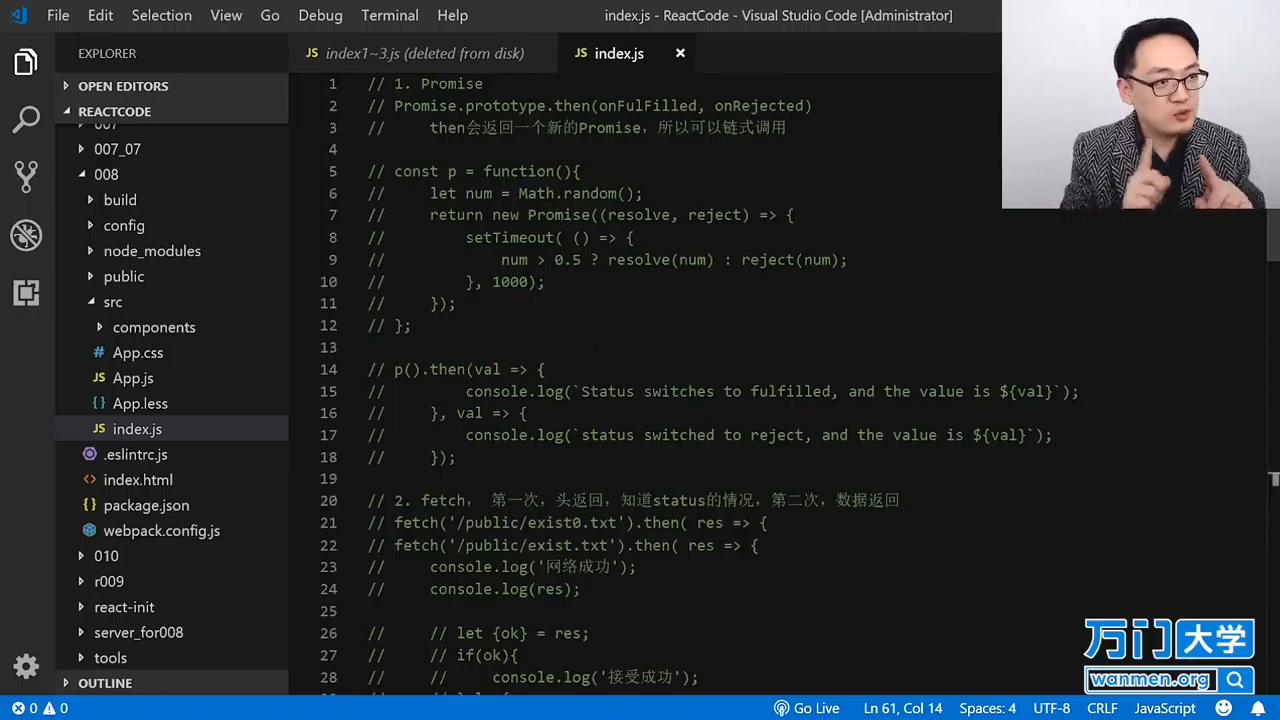 File Edit Selection View Go Debug Terminal Help
index.js - ReactCode - Visual Studio Code [Administrator]
EXPLORER
JS index1~3.js (deleted from disk)
JS index.js
OPEN EDITORS
REACTCODE
007
007_07
008
build
config
node_modules
public
src
components
# App.css
JS App.js
{} App.less
JS index.js
.eslintrc.js
<> index.html
{} package.json
webpack.config.js
010
r009
react-init
server_for008
tools
OUTLINE
1 // 1. Promise
2 // Promise.prototype.then(onFulFilled, onRejected)
3 // then会返回一个新的Promise，所以可以链式调用
4
5 // const p = function(){
6 // let num = Math.random();
7 // return new Promise((resolve, reject) => {
8 // setTimeout( () => {
9 // num > 0.5 ? resolve(num) : reject(num);
10 // }, 1000);
11 // });
12 // };
13
14 // p().then(val => {
15 console.log(`Status switches to fulfilled, and the value is ${val}`);
16 // }, val => {
17 // console.log(`status switched to reject, and the value is ${val}`);
18 // });
19
20 // 2. fetch， 第一次，头返回，知道status的情况，第二次，数据返回
21 // fetch('/public/exist0.txt').then( res => {
22 // fetch('/public/exist.txt').then( res => {
23 // console.log('网络成功');
24 // console.log(res);
25
26 // // let {ok} = res;
27 // // if(ok){
28 // // console.log('接受成功');
万门大学
wanmen.org
0 0
Go Live Ln 61, Col 14 Spaces: 4 UTF-8 CRLF JavaScript